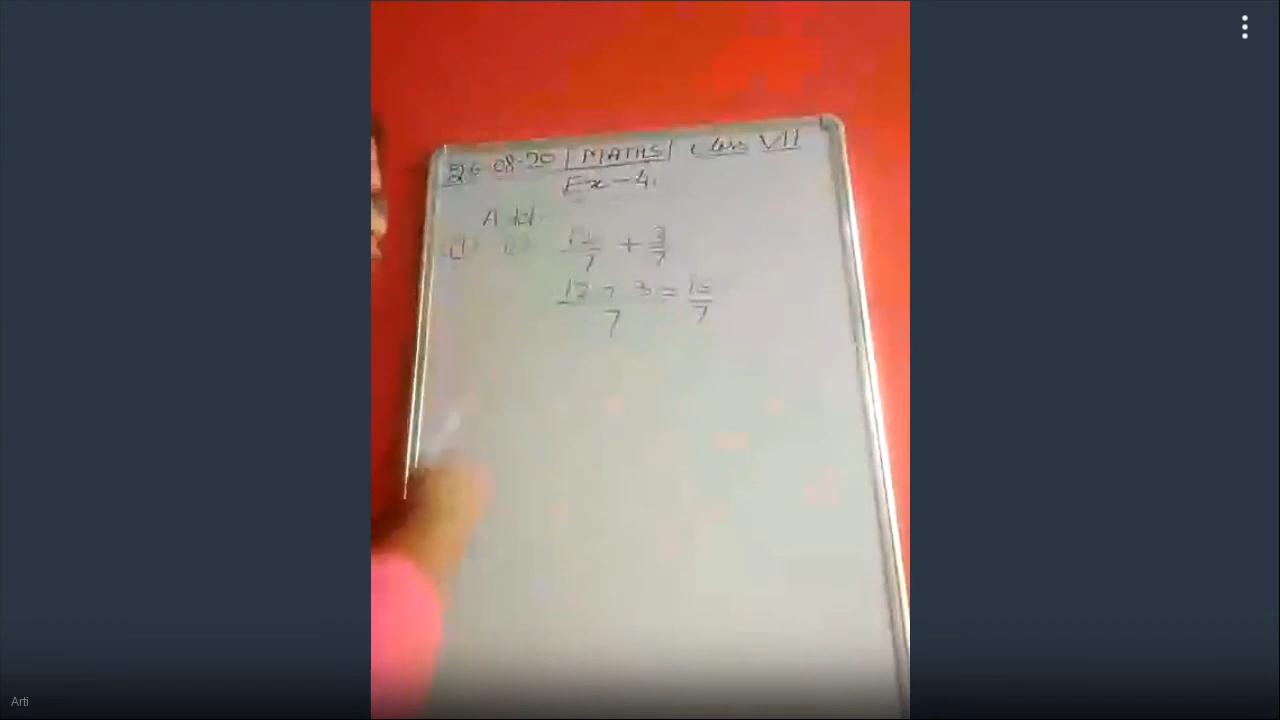 26-08-20 | MATHS | Class VII
Ex-4.
Add
(1) (i) 12/7 + 3/7
12 + 3 = 15
7 7
Arti